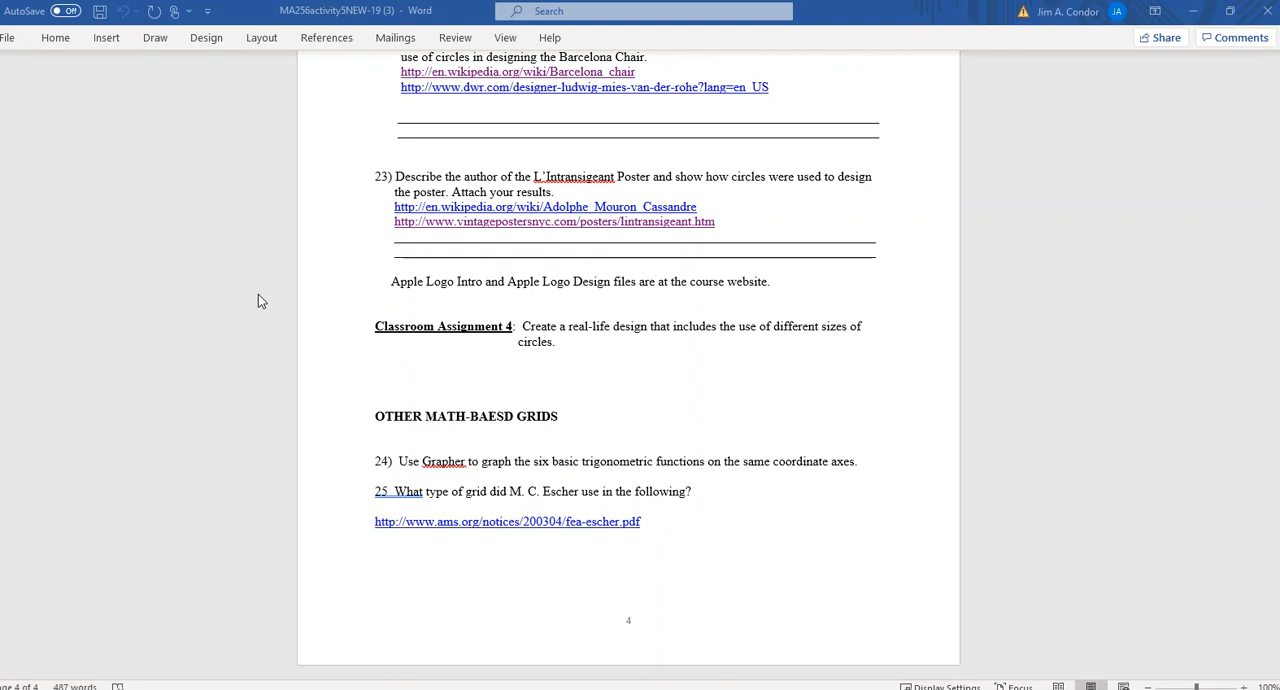 AutoSave Off MA256activity5NEW-19 (3) - Word Search Jim A. Condor JA
File Home Insert Draw Design Layout References Mailings Review View Help Share Comments
use of circles in designing the Barcelona Chair.
http://en.wikipedia.org/wiki/Barcelona_chair
http://www.dwr.com/designer-ludwig-mies-van-der-rohe?lang=en_US
23) Describe the author of the L'Intransigeant Poster and show how circles were used to design
the poster. Attach your results.
http://en.wikipedia.org/wiki/Adolphe_Mouron_Cassandre
http://www.vintagepostersnyc.com/posters/lintransigeant.htm
Apple Logo Intro and Apple Logo Design files are at the course website.
Classroom Assignment 4: Create a real-life design that includes the use of different sizes of
circles.
OTHER MATH-BAESD GRIDS
24) Use Grapher to graph the six basic trigonometric functions on the same coordinate axes.
25 What type of grid did M. C. Escher use in the following?
http://www.ams.org/notices/200304/fea-escher.pdf
4
age 4 of 4 487 words Display Settings Focus 100%